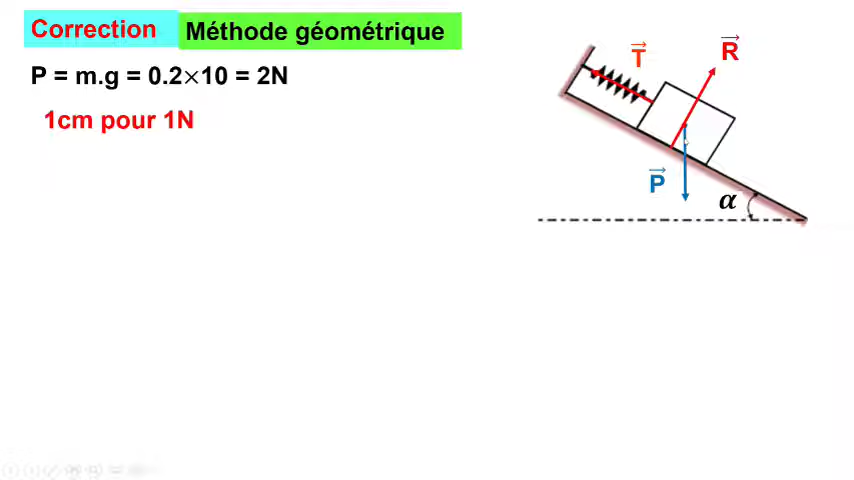 Correction
Méthode géométrique
P = m.g = 0.2×10 = 2N
1cm pour 1N
T
R
P
α